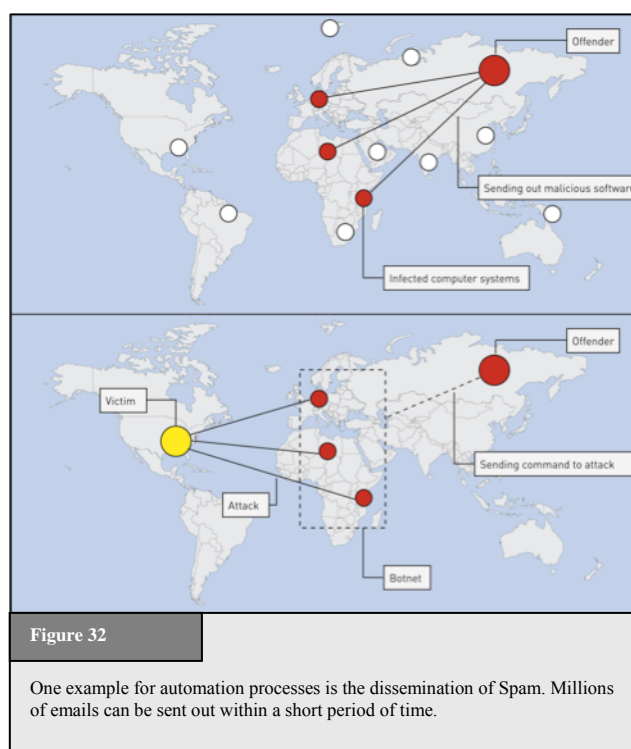 Offender
Sending out malicious software
Infected computer systems
Offender
Victim
Sending command to attack
Attack
Botnet
Figure 32
One example for automation processes is the dissemination of Spam. Millions
of emails can be sent out within a short period of time.